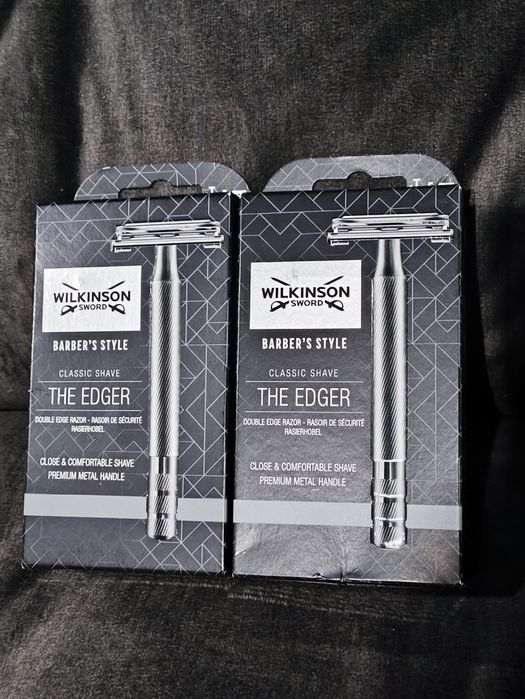 WILKINSON
SWORD
BARBER'S STYLE
CLASSIC SHAVE
THE EDGER
DOUBLE EDGE RAZOR - RASOIR DE SÉCURITÉ
RASIERHOBEL
CLOSE & COMFORTABLE SHAVE
PREMIUM METAL HANDLE
WILKINSON
SWORD
BARBER'S STYLE
CLASSIC SHAVE
THE EDGER
DOUBLE EDGE RAZOR - RASOIR DE SÉCURITÉ
RASIERHOBEL
CLOSE & COMFORTABLE SHAVE
PREMIUM METAL HANDLE